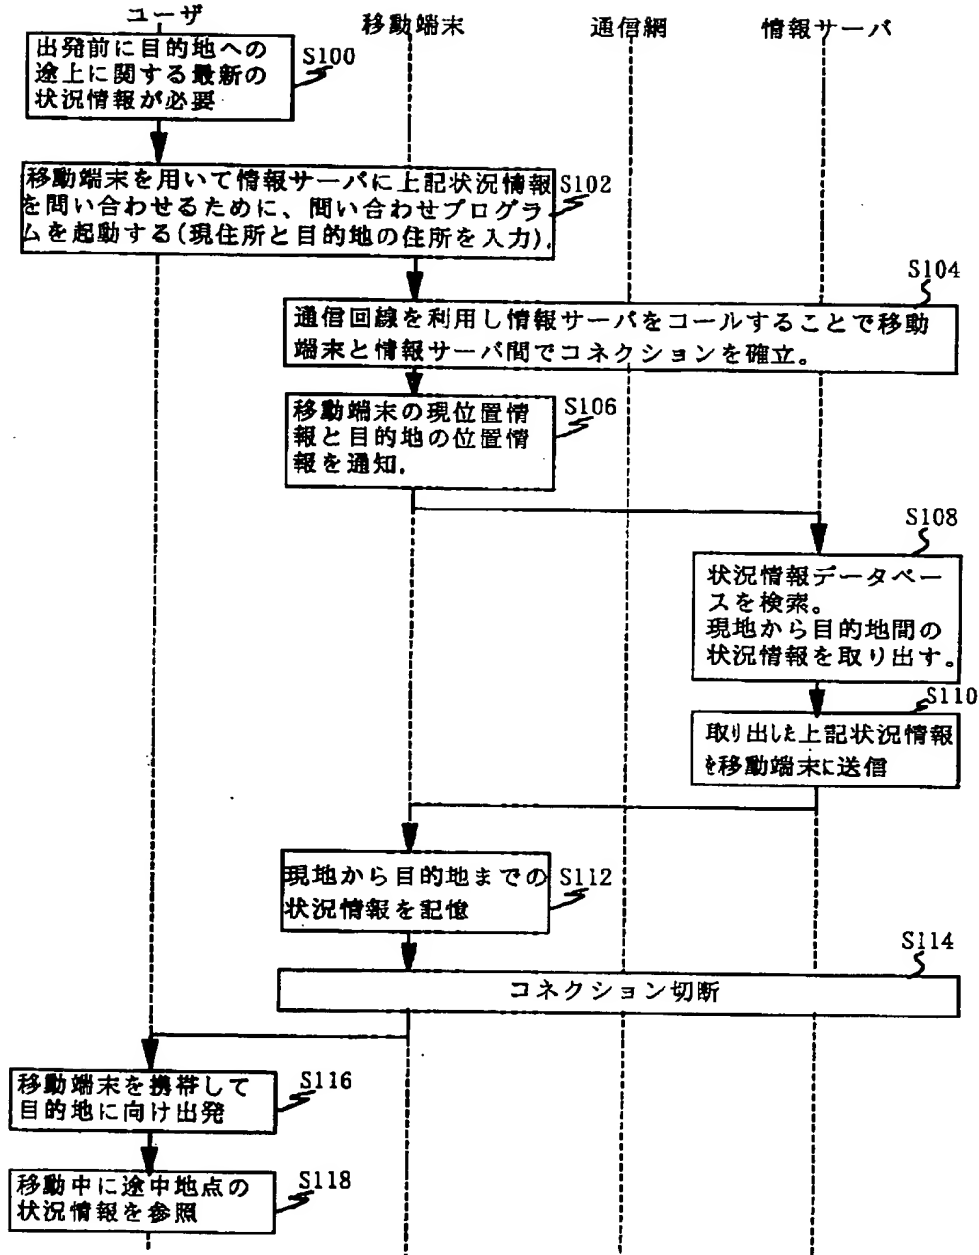 ユーザ
移動端末
通信網
情報サーバ
出発前に目的地への
途上に関する最新の
状況情報が必要
S100
移動端末を用いて情報サーバに上記状況情報
を問い合わせるために、問い合わせプログラ
ムを起動する(現住所と目的地の住所を入力).
S102
S104
通信回線を利用し情報サーバをコールすることで移動
端末と情報サーバ間でコネクションを確立。
移動端末の現位置情
報と目的地の位置情
報を通知.
S106
S108
状況情報データベー
スを検索。
現地から目的地間の
状況情報を取り出す。
S110
取り出した上記状況情報
を移動端末に送信
現地から目的地までの
状況情報を記憶
S112
S114
コネクション切断
移動端末を携帯して
目的地に向け出発
S116
移動中に途中地点の
状況情報を参照
S118